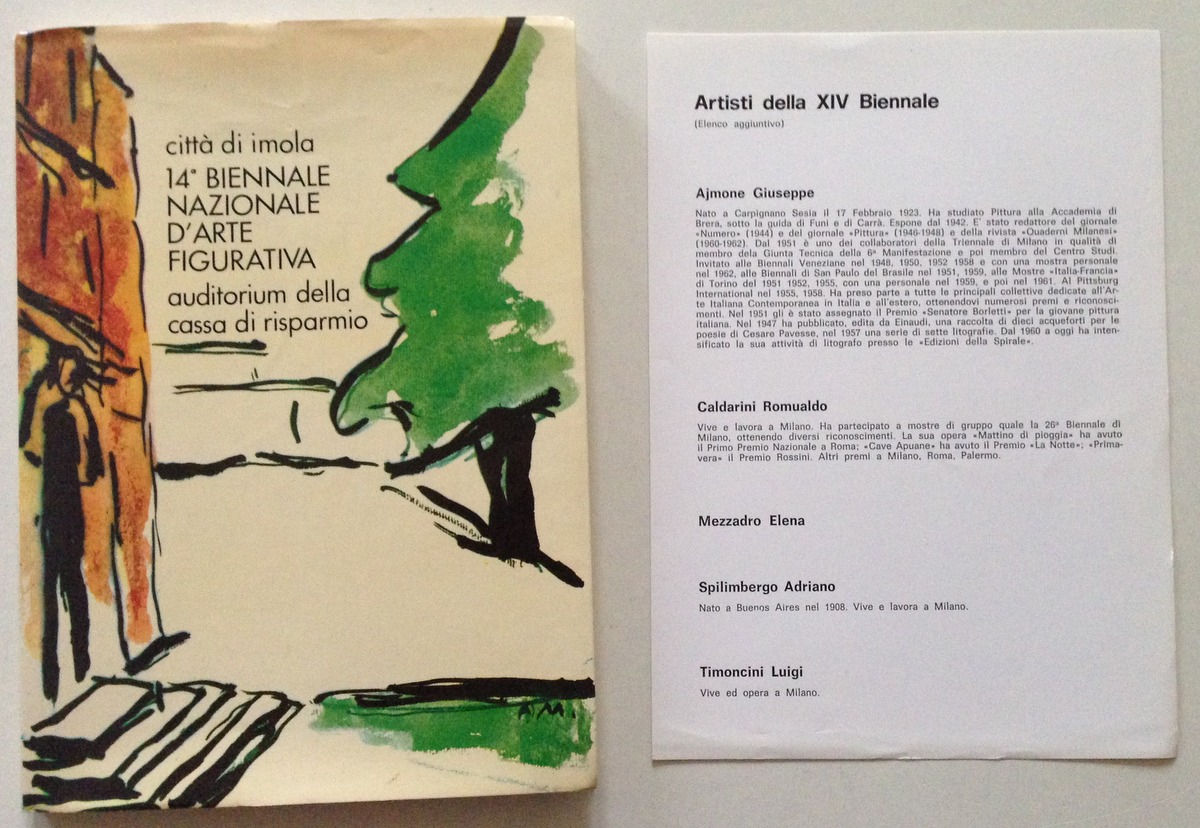 città di imola
14ª BIENNALE
NAZIONALE
D'ARTE
FIGURATIVA
auditorium della
cassa di risparmio
A.M.
Artisti della XIV Biennale
(Elenco aggiuntivo)
Ajmone Giuseppe
Nato a Carpignano Sesia il 17 Febbraio 1923. Ha studiato Pittura alla Accademia di
Brera, sotto la guida di Funi e di Carrà. Espone dal 1942. E' stato redattore del giornale
«Numero» (1944) e del giornale «Pittura» (1946-1948) e della rivista «Quaderni Milanesi»
(1960-1962). Dal 1951 è uno dei collaboratori della Triennale di Milano in qualità di
membro dela Giunta Tecnica della 6ª Manifestazione e poi membro del Centro Studi.
Invitato alle Biennali Veneziane nel 1948, 1950, 1952 1958 e con una mostra personale
nel 1962, alle Biennali di San Paulo del Brasile nel 1951, 1959, alle Mostre «Italia-Francia»
di Torino del 1951 1952, 1955, con una personale nel 1959, e poi nel 1961. Al Pittsburg
International nel 1955, 1958. Ha preso parte a tutte le principali collettive dedicate all'Ar-
te Italiana Contemporanea in Italia e all'estero, ottenendovi numerosi premi e riconosci-
menti. Nel 1951 gli è stato assegnato il Premio «Senatore Borletti» per la giovane pittura
italiana. Nel 1947 ha pubblicato, edita da Einaudi, una raccolta di dieci acqueforti per le
poesie di Cesare Pavesse, nel 1957 una serie di sette litografie. Dal 1960 a oggi ha inten-
sificato la sua attività di litografo presso le «Edizioni della Spirale».
Caldarini Romualdo
Vive e lavora a Milano. Ha partecipato a mostre di gruppo quale la 26ª Biennale di
Milano, ottenendo diversi riconoscimenti. La sua opera «Mattino di pioggia» ha avuto
il Primo Premio Nazionale a Roma; «Cave Apuane» ha avuto il Premio «La Notte»; «Prima-
vera» il Premio Rossini. Altri premi a Milano, Roma, Palermo.
Mezzadro Elena
Spilimbergo Adriano
Nato a Buenos Aires nel 1908. Vive e lavora a Milano.
Timoncini Luigi
Vive ed opera a Milano.